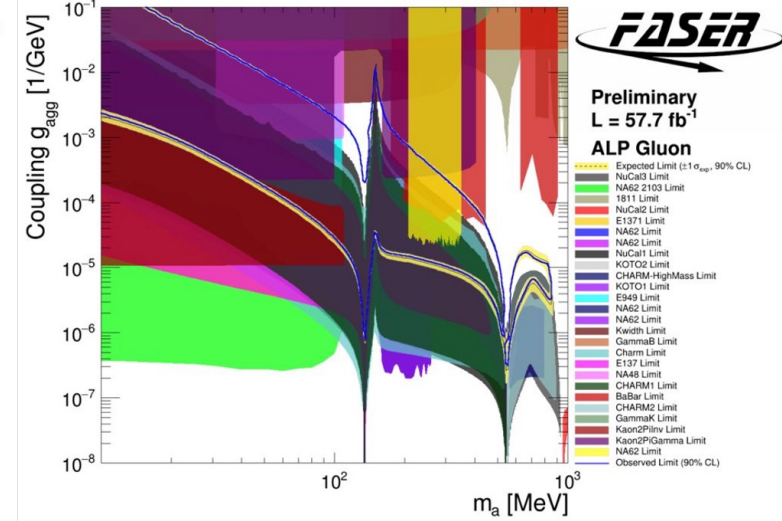 FASER
Preliminary
L = 57.7 fb⁻¹
ALP Gluon
Expected Limit (±1 σexp, 90% CL)
NuCal3 Limit
NA62 2103 Limit
1811 Limit
NuCal2 Limit
E1371 Limit
NA62 Limit
NA62 Limit
NuCal1 Limit
KOTO2 Limit
CHARM-HighMass Limit
KOTO1 Limit
E949 Limit
NA62 Limit
NA62 Limit
Kwidth Limit
GammaB Limit
Charm Limit
E137 Limit
NA48 Limit
CHARM1 Limit
BaBar Limit
CHARM2 Limit
GammaK Limit
Kaon2PiInv Limit
Kaon2PiGamma Limit
NA62 Limit
Observed Limit (90% CL)
Coupling gagg [1/GeV]
10⁻¹
10⁻²
10⁻³
10⁻⁴
10⁻⁵
10⁻⁶
10⁻⁷
10⁻⁸
10²
10³
ma [MeV]